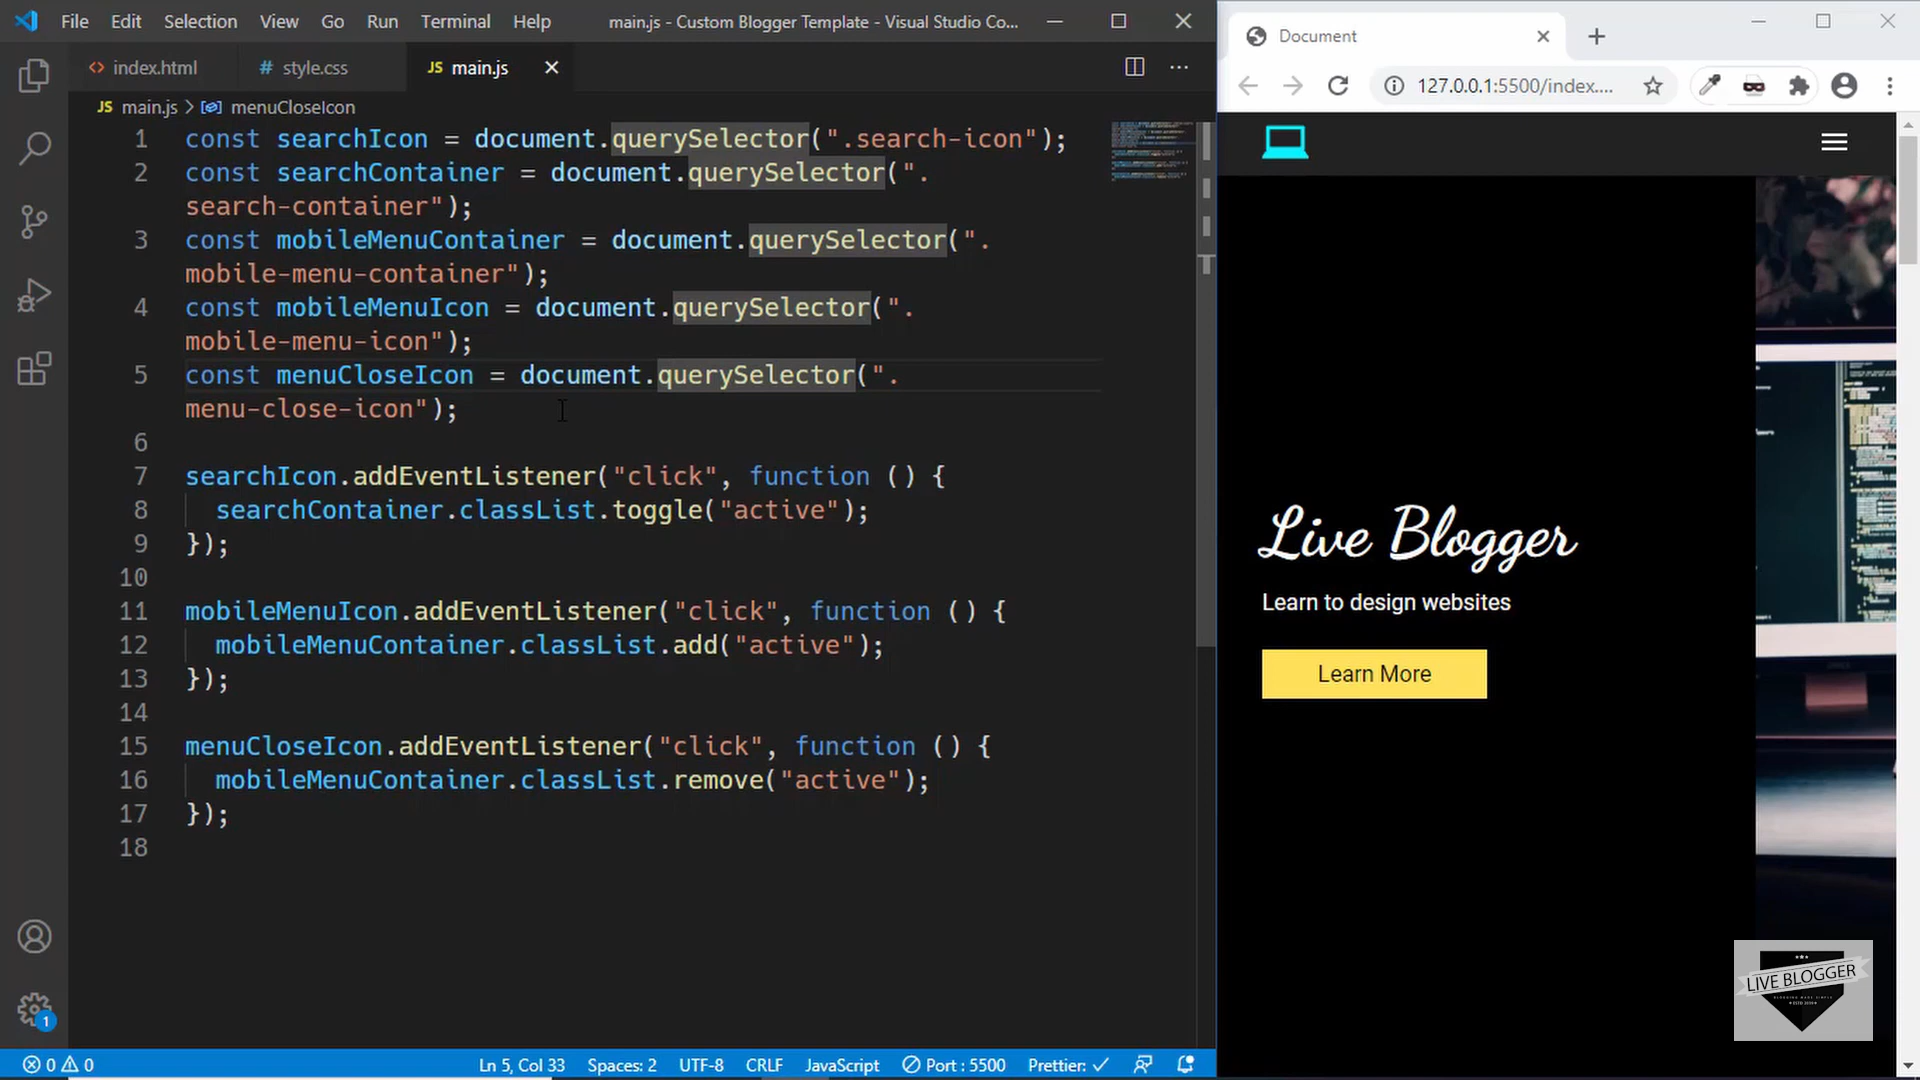 File Edit Selection View Go Run Terminal Help main.js - Custom Blogger Template - Visual Studio Co...
index.html # style.css JS main.js
JS main.js > menuCloseIcon
1 const searchIcon = document.querySelector(".search-icon");
2 const searchContainer = document.querySelector(".
search-container");
3 const mobileMenuContainer = document.querySelector(".
mobile-menu-container");
4 const mobileMenuIcon = document.querySelector(".
mobile-menu-icon");
5 const menuCloseIcon = document.querySelector(".
menu-close-icon");
6
7 searchIcon.addEventListener("click", function () {
8 searchContainer.classList.toggle("active");
9 });
10
11 mobileMenuIcon.addEventListener("click", function () {
12 mobileMenuContainer.classList.add("active");
13 });
14
15 menuCloseIcon.addEventListener("click", function () {
16 mobileMenuContainer.classList.remove("active");
17 });
18
1
0 0 Ln 5, Col 33 Spaces: 2 UTF-8 CRLF JavaScript Port : 5500 Prettier: ✓
Document
127.0.0.1:5500/index....
Live Blogger
Learn to design websites
Learn More
LIVE BLOGGER